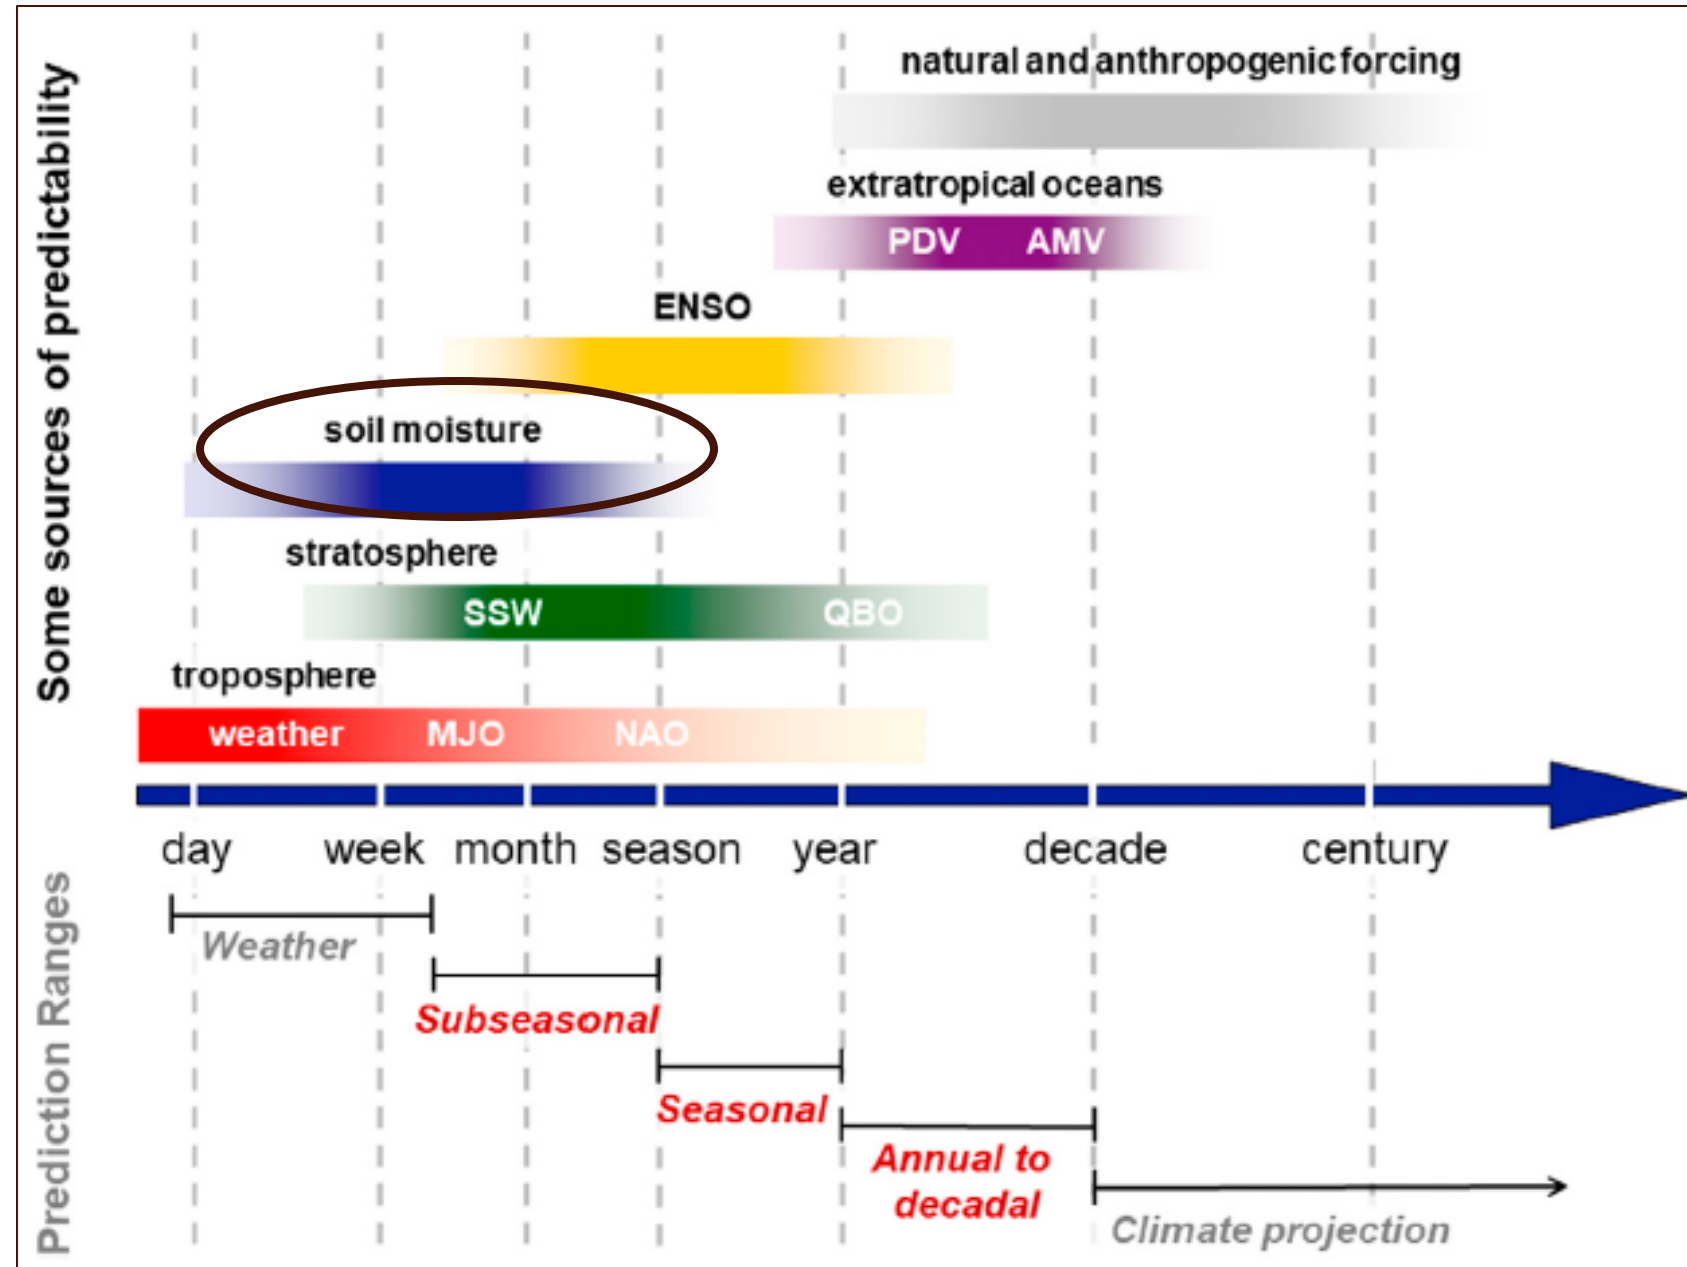 Some sources of predictability
natural and anthropogenic forcing
extratropical oceans
PDV AMV
ENSO
soil moisture
stratosphere
SSW QBO
troposphere
weather MJO NAO
day week month season year decade century
Prediction Ranges
Weather
Subseasonal
Seasonal
Annual to
decadal
Climate projection